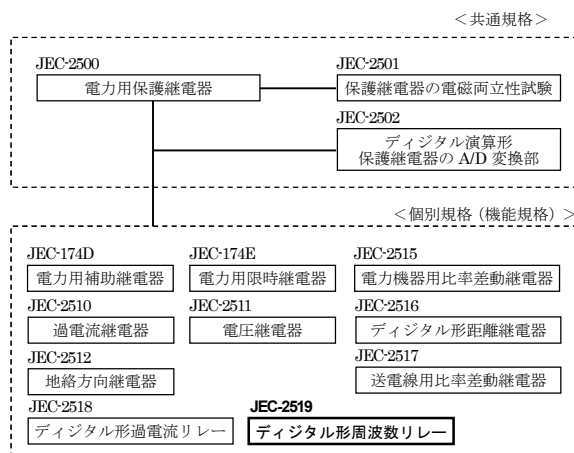 ＜共通規格＞
JEC-2500
電力用保護継電器
JEC-2501
保護継電器の電磁両立性試験
JEC-2502
ディジタル演算形
保護継電器の A/D 変換部
＜個別規格（機能規格）＞
JEC-174D
電力用補助継電器
JEC-174E
電力用限時継電器
JEC-2515
電力機器用比率差動継電器
JEC-2510
過電流継電器
JEC-2511
電圧継電器
JEC-2516
ディジタル形距離継電器
JEC-2512
地絡方向継電器
JEC-2517
送電線用比率差動継電器
JEC-2518
ディジタル形過電流リレー
JEC-2519
ディジタル形周波数リレー